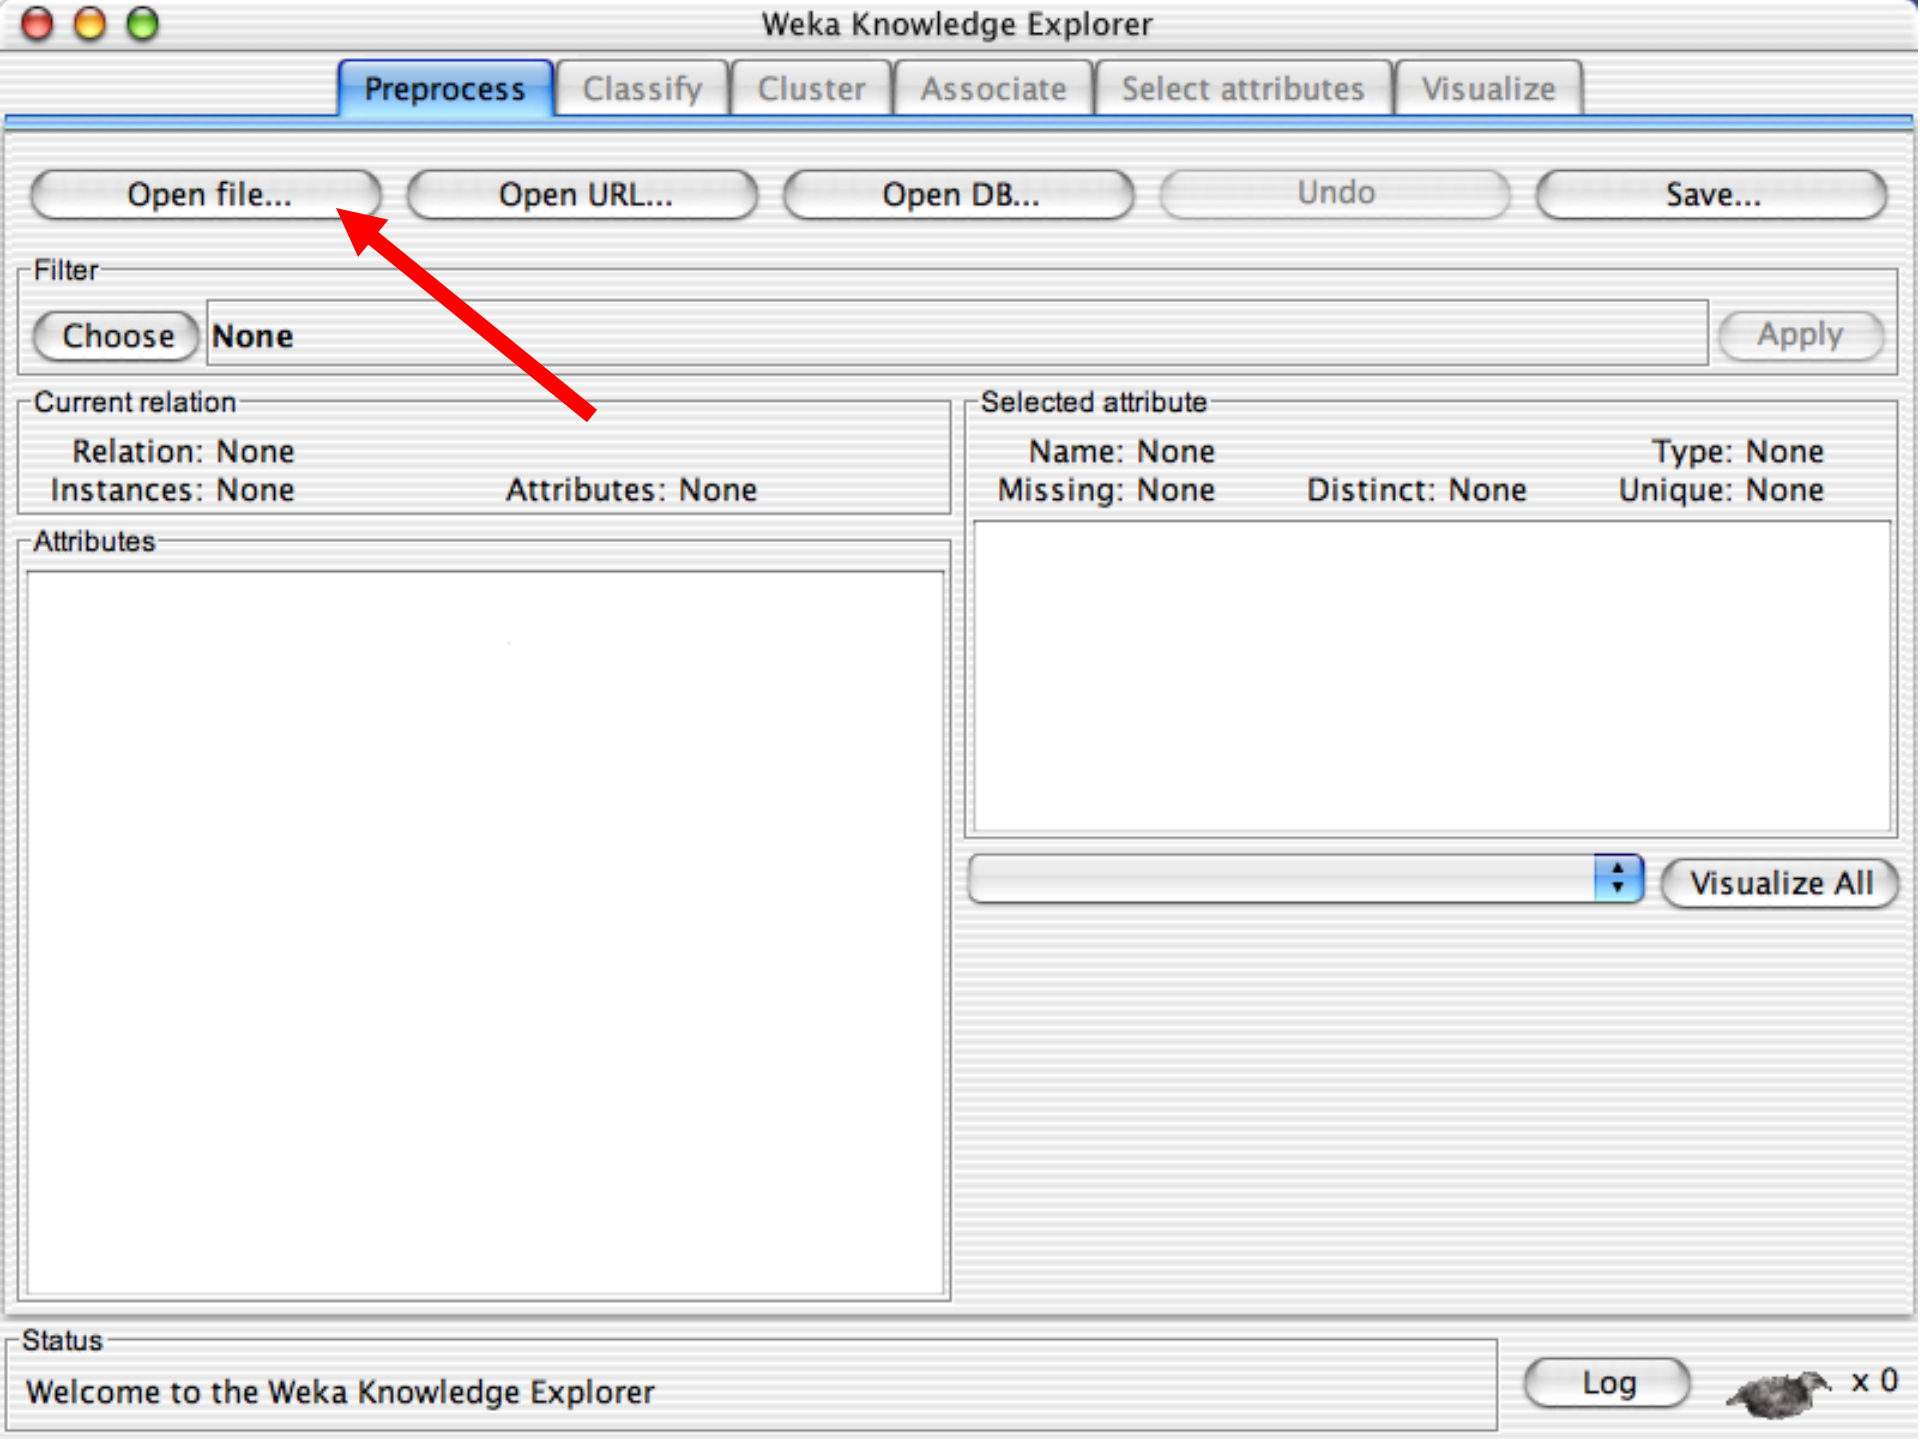 Weka Knowledge Explorer
Preprocess Classify Cluster Associate Select attributes Visualize
Open file... Open URL... Open DB... Undo Save...
Filter
Choose None Apply
Current relation
Relation: None
Instances: None Attributes: None
Attributes
Selected attribute
Name: None Type: None
Missing: None Distinct: None Unique: None
Visualize All
Status
Welcome to the Weka Knowledge Explorer
Log x 0